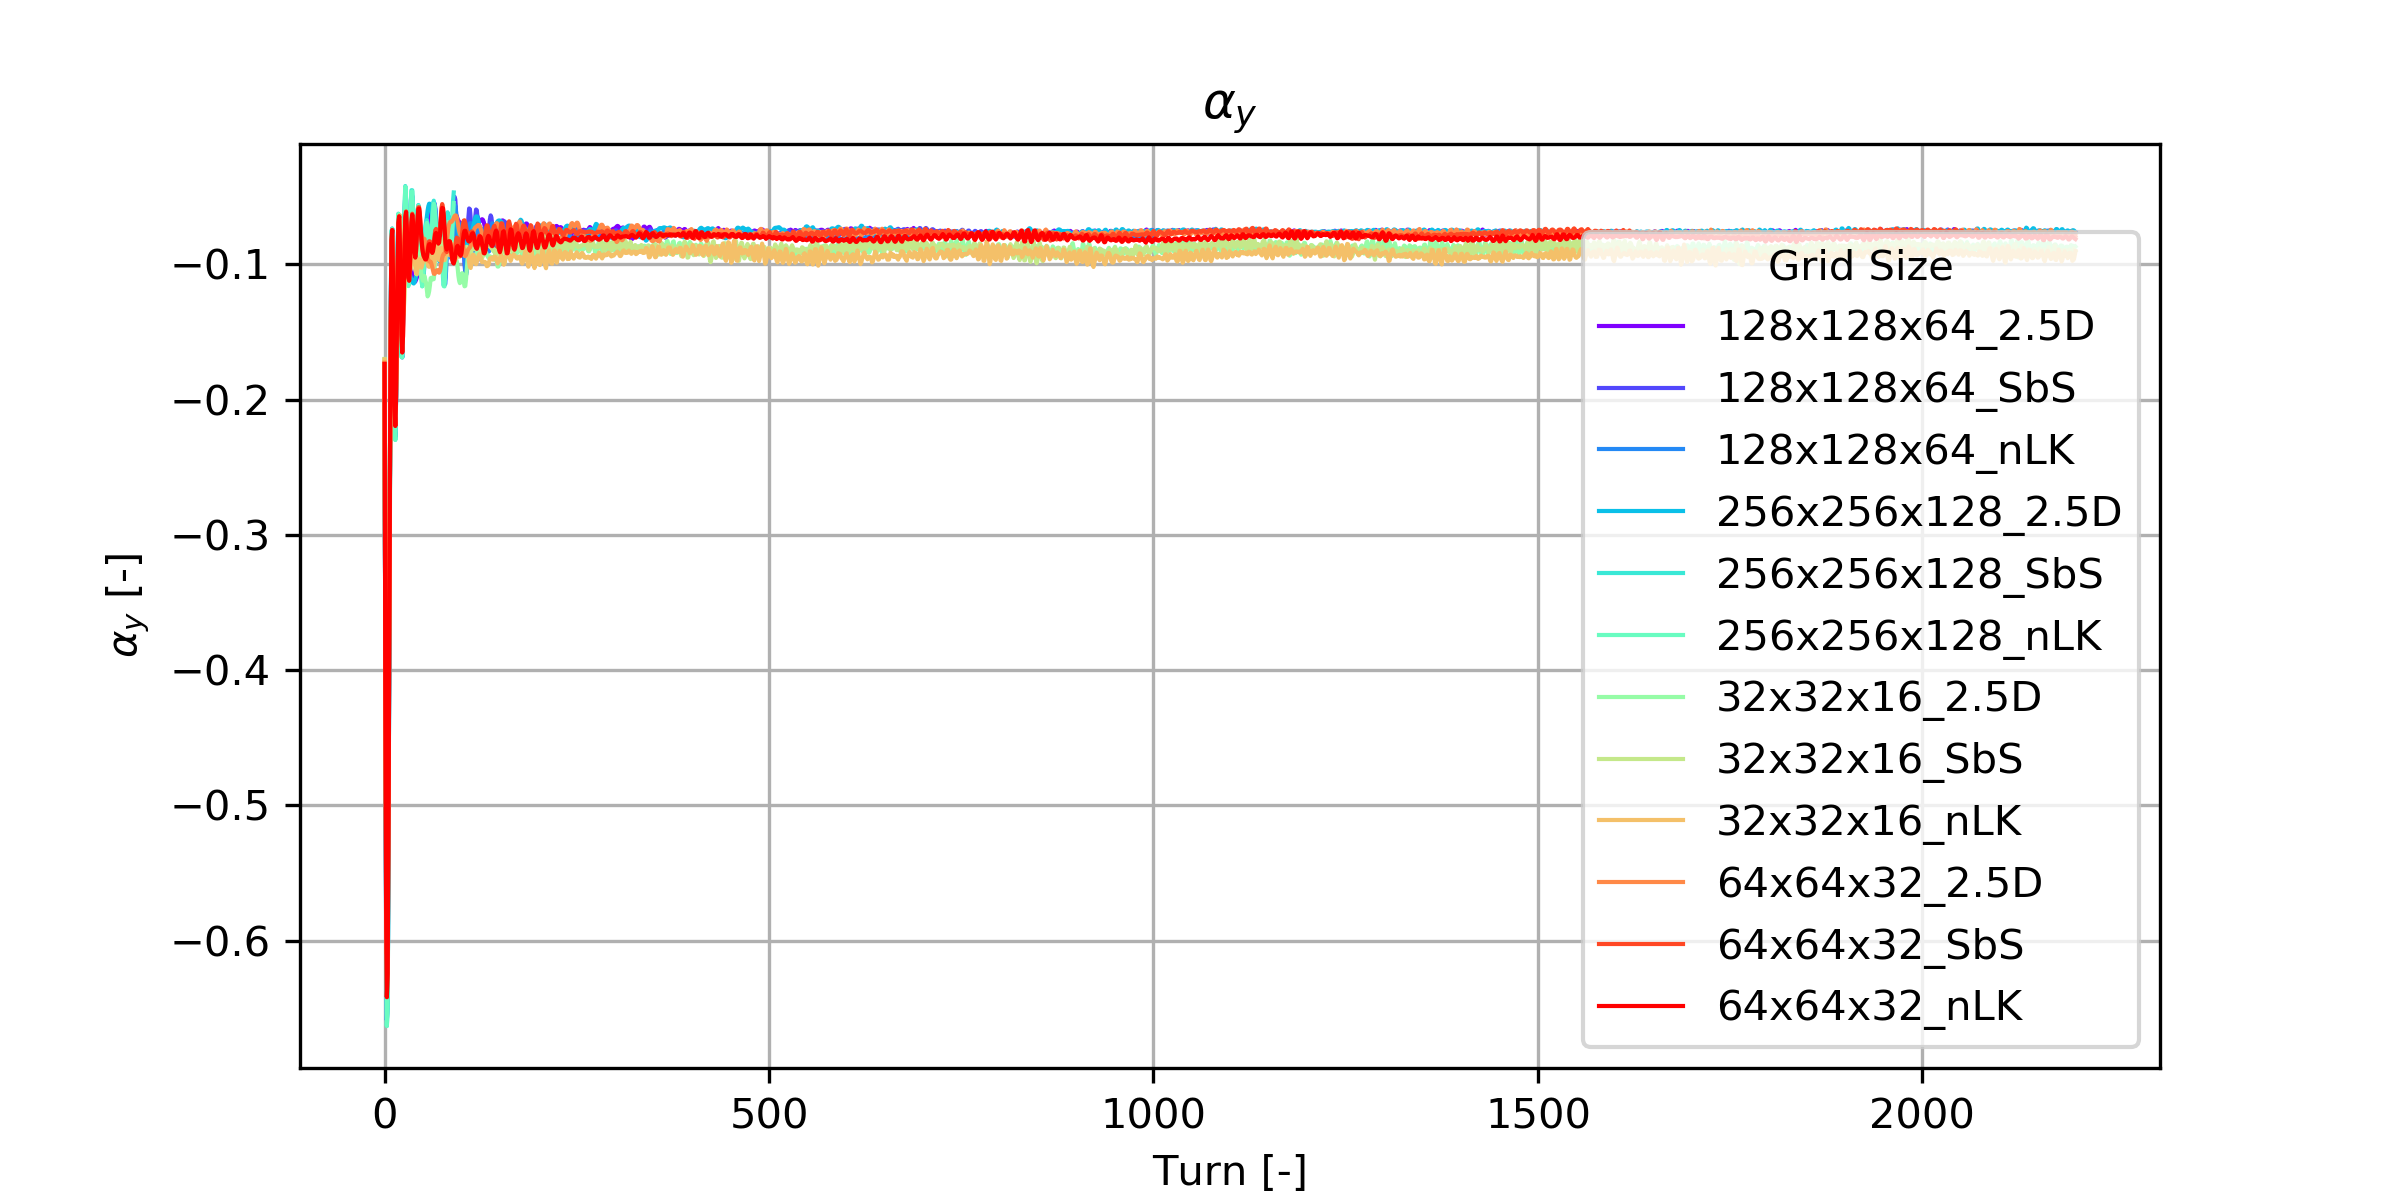 αy
−0.1
−0.2
−0.3
−0.4
−0.5
−0.6
αy [-]
0 500 1000 1500 2000
Turn [-]
Grid Size
128x128x64_2.5D
128x128x64_SbS
128x128x64_nLK
256x256x128_2.5D
256x256x128_SbS
256x256x128_nLK
32x32x16_2.5D
32x32x16_SbS
32x32x16_nLK
64x64x32_2.5D
64x64x32_SbS
64x64x32_nLK